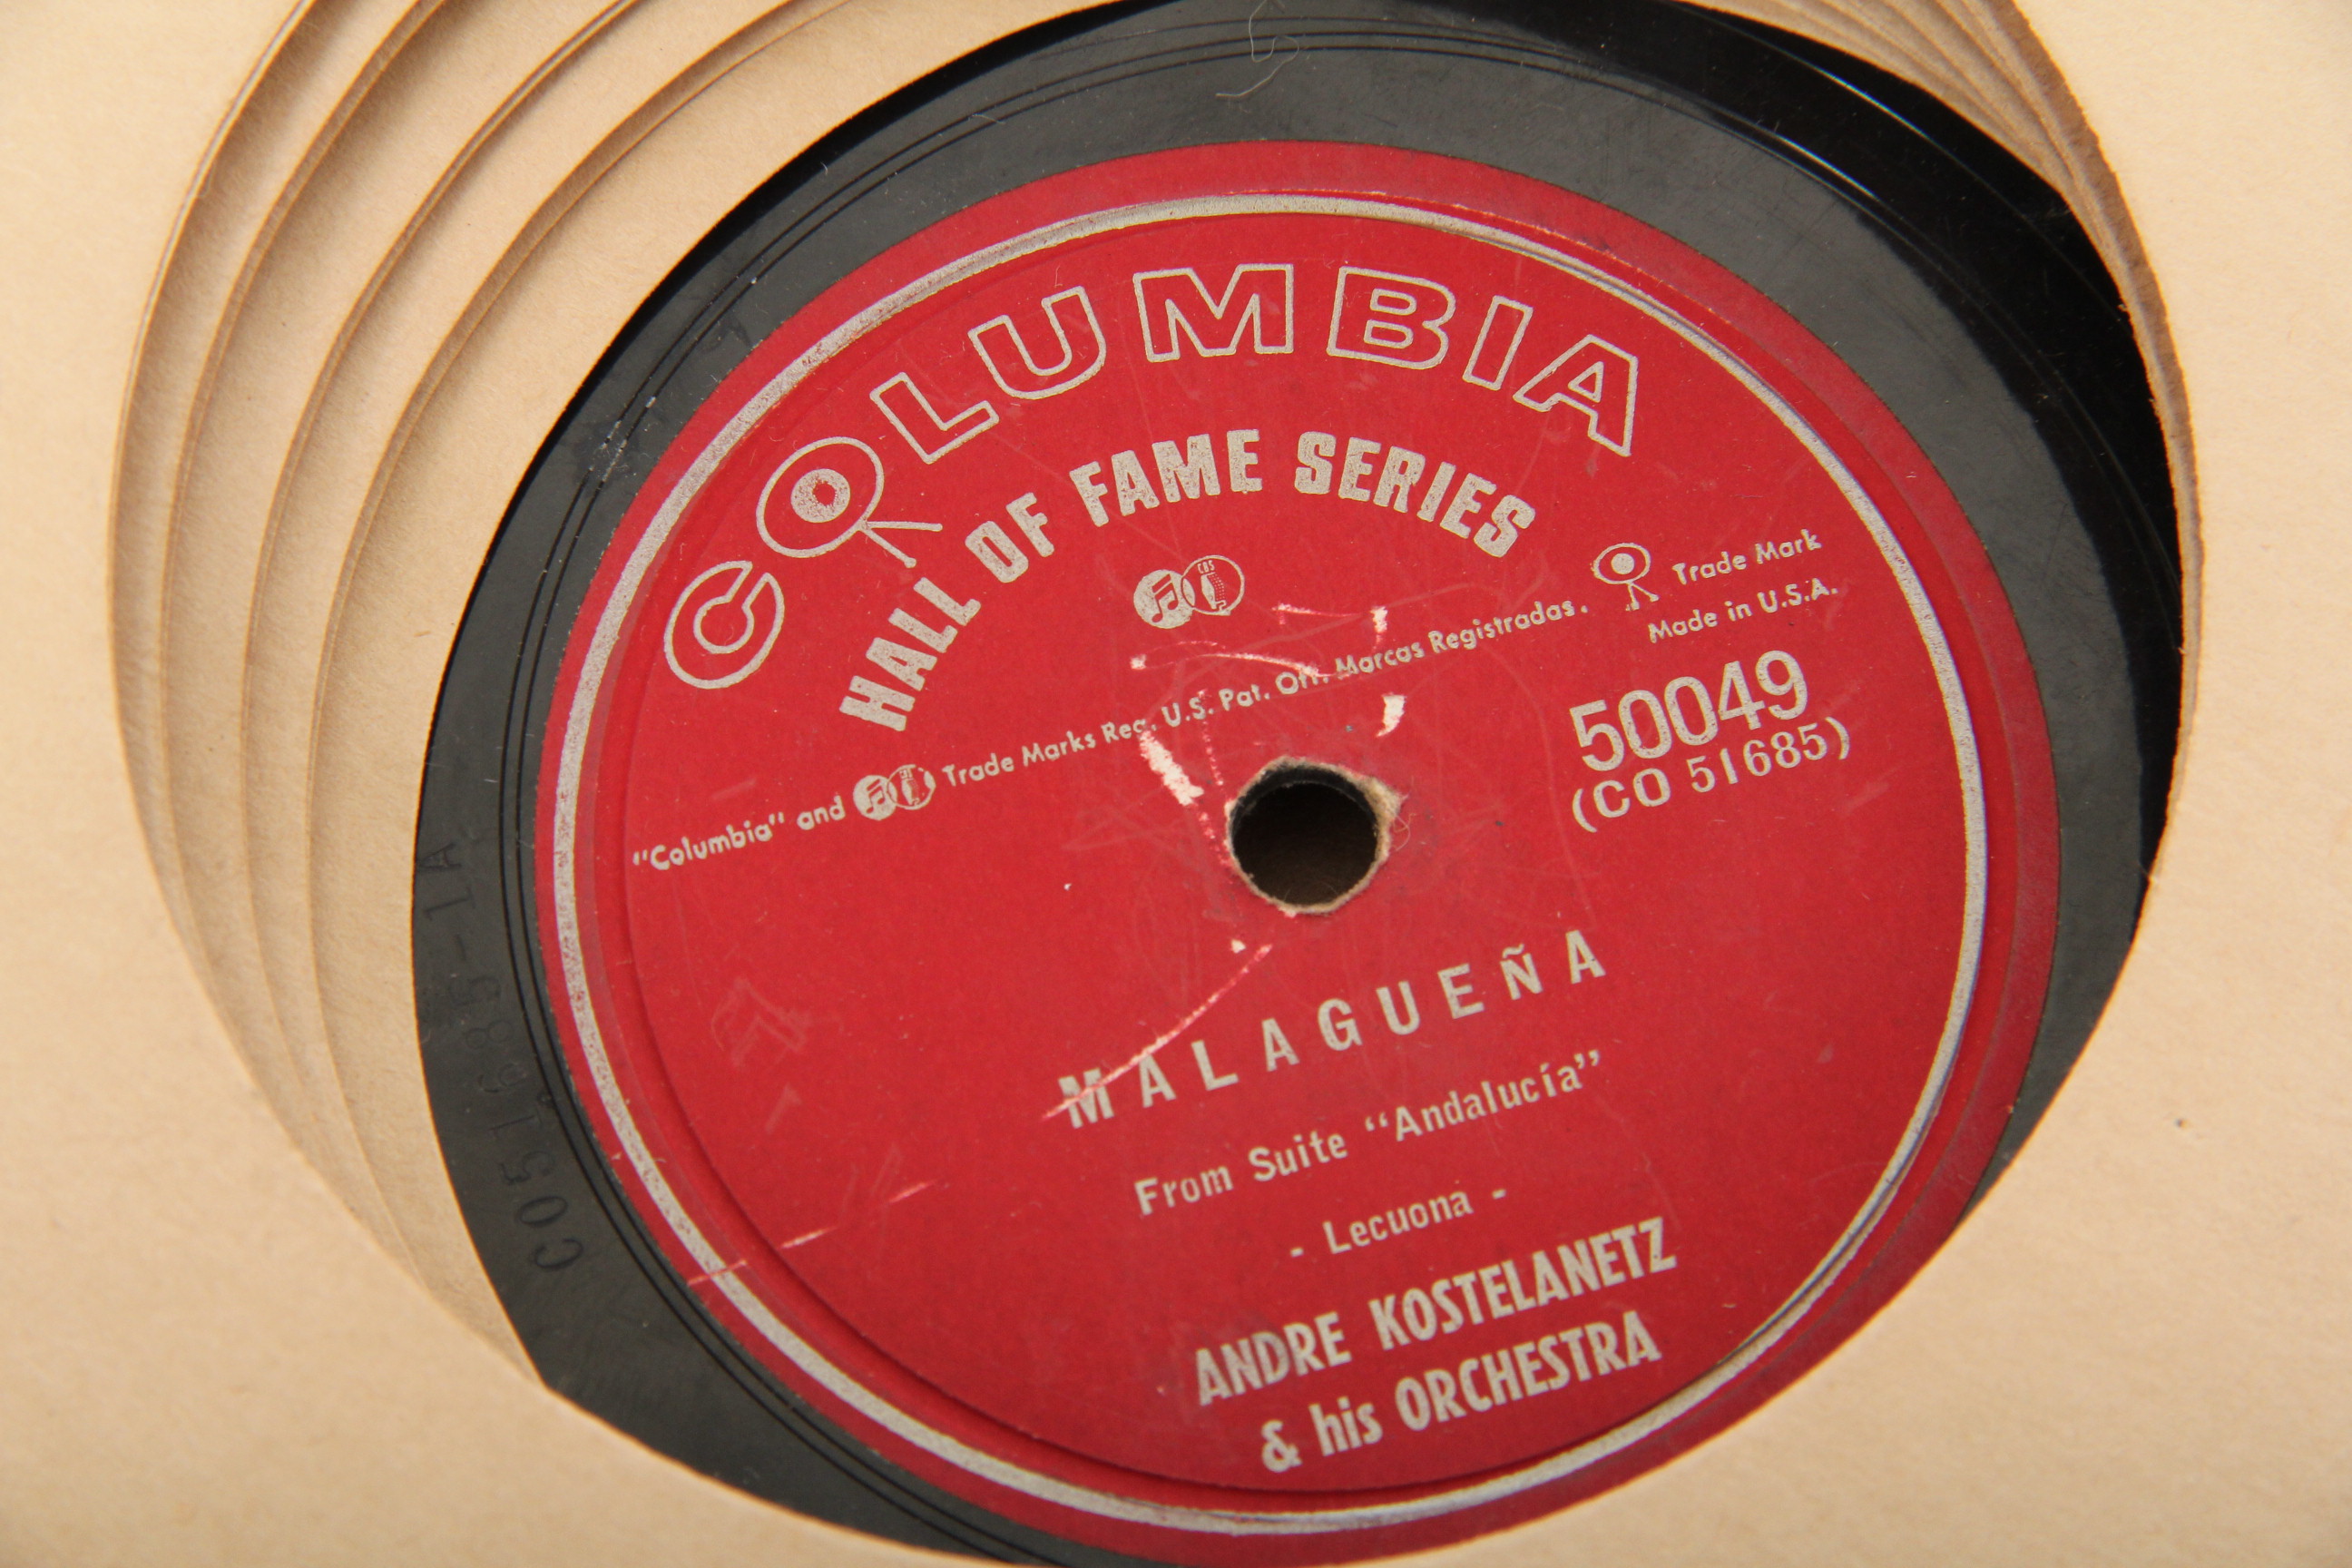 COLUMBIA
HALL OF FAME SERIES
CBS
"Columbia" and Trade Marks Reg. U.S. Pat. Off. Marcas Registradas. Trade Mark
Made in U.S.A.
50049
(CO 51685)
MALAGUEÑA
From Suite “Andalucía”
- Lecuona -
ANDRE KOSTELANETZ
& his ORCHESTRA
CO51685-1A